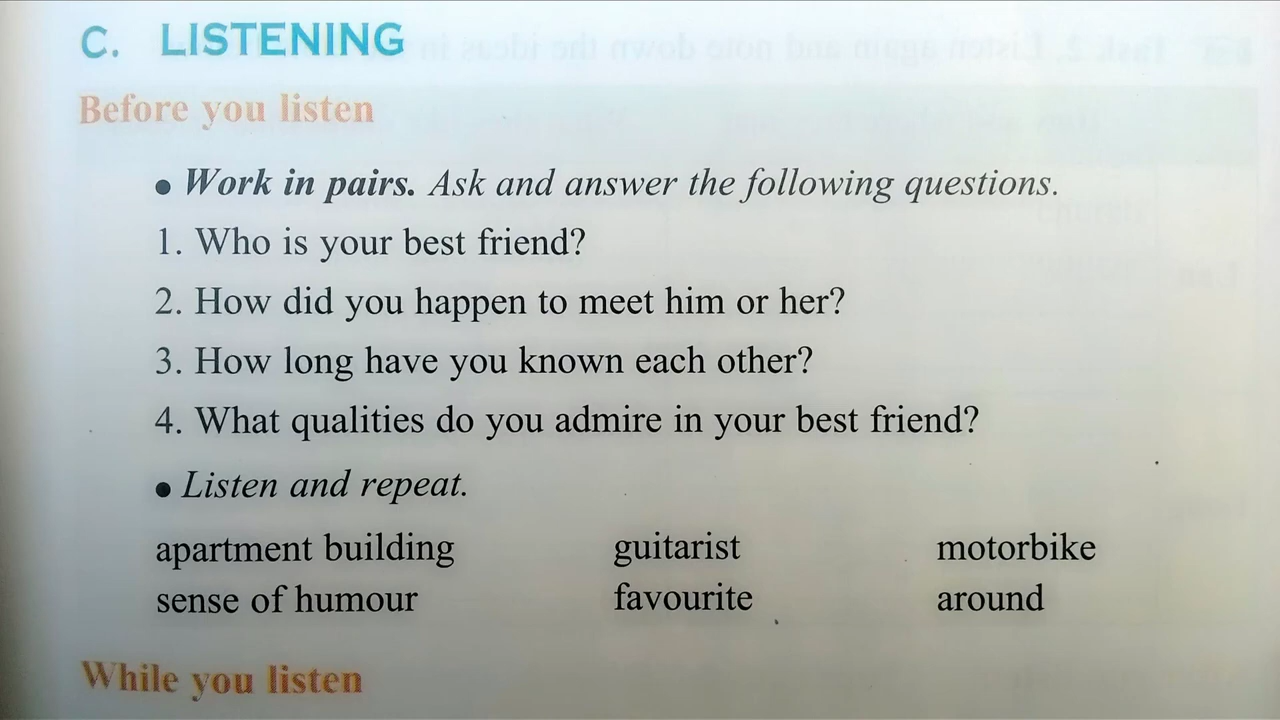 C. LISTENING
Before you listen
• Work in pairs. Ask and answer the following questions.
1. Who is your best friend?
2. How did you happen to meet him or her?
3. How long have you known each other?
4. What qualities do you admire in your best friend?
• Listen and repeat.
apartment building guitarist motorbike
sense of humour favourite around
While you listen